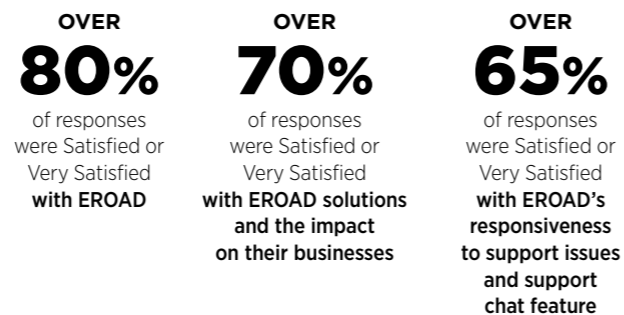 OVER
80%
of responses
were Satisfied or
Very Satisfied
with EROAD
OVER
70%
of responses
were Satisfied or
Very Satisfied
with EROAD solutions
and the impact
on their businesses
OVER
65%
of responses
were Satisfied or
Very Satisfied
with EROAD’s
responsiveness
to support issues
and support
chat feature